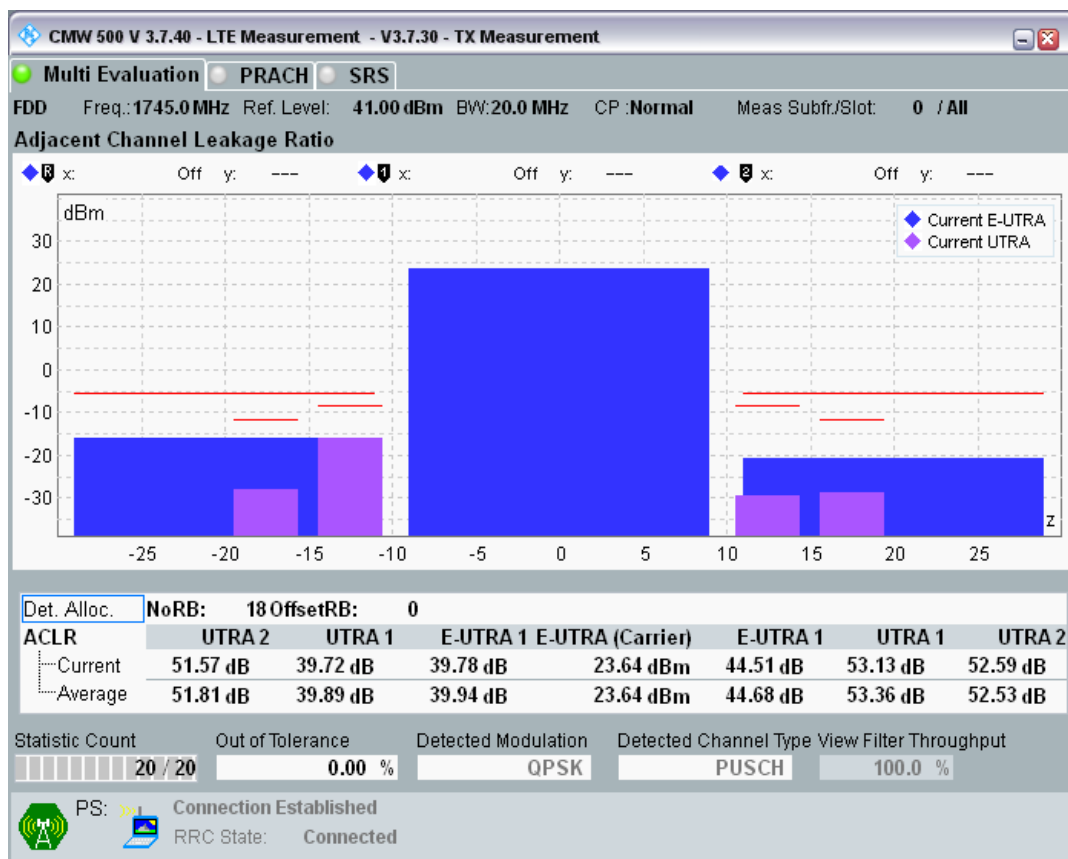 CMW 500 V 3.7.40 - LTE Measurement - V3.7.30 - TX Measurement
Multi Evaluation PRACH SRS
FDD Freq.: 1745.0 MHz Ref. Level: 41.00 dBm BW: 20.0 MHz CP : Normal Meas Subfr./Slot: 0 / All
Adjacent Channel Leakage Ratio
R x: Off y: --- 1 x: Off y: --- 2 x: Off y: ---
dBm
Current E-UTRA
Current UTRA
30
20
10
0
-10
-20
-30
z
-25 -20 -15 -10 -5 0 5 10 15 20 25
Det. Alloc. NoRB: 18 OffsetRB: 0
ACLR UTRA 2 UTRA 1 E-UTRA 1 E-UTRA (Carrier) E-UTRA 1 UTRA 1 UTRA 2
Current 51.57 dB 39.72 dB 39.78 dB 23.64 dBm 44.51 dB 53.13 dB 52.59 dB
Average 51.81 dB 39.89 dB 39.94 dB 23.64 dBm 44.68 dB 53.36 dB 52.53 dB
Statistic Count Out of Tolerance Detected Modulation Detected Channel Type View Filter Throughput
20 / 20 0.00 % QPSK PUSCH 100.0 %
PS: Connection Established
RRC State: Connected